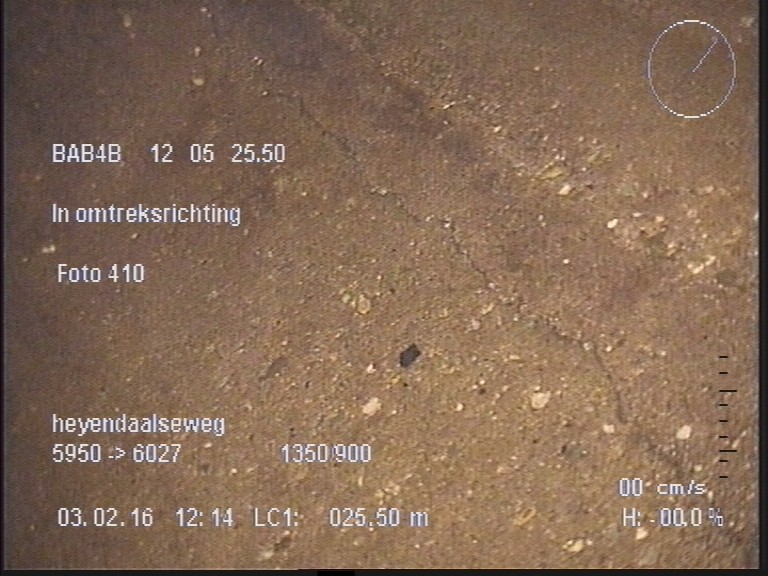 BAB4B 12 05 25.50
In omtreksrichting
Foto 410
heyendaalseweg
5950 -> 6027 1350/900
00 cm/s
03.02.16 12:14 LC1: 025,50 m H: -00,0 %